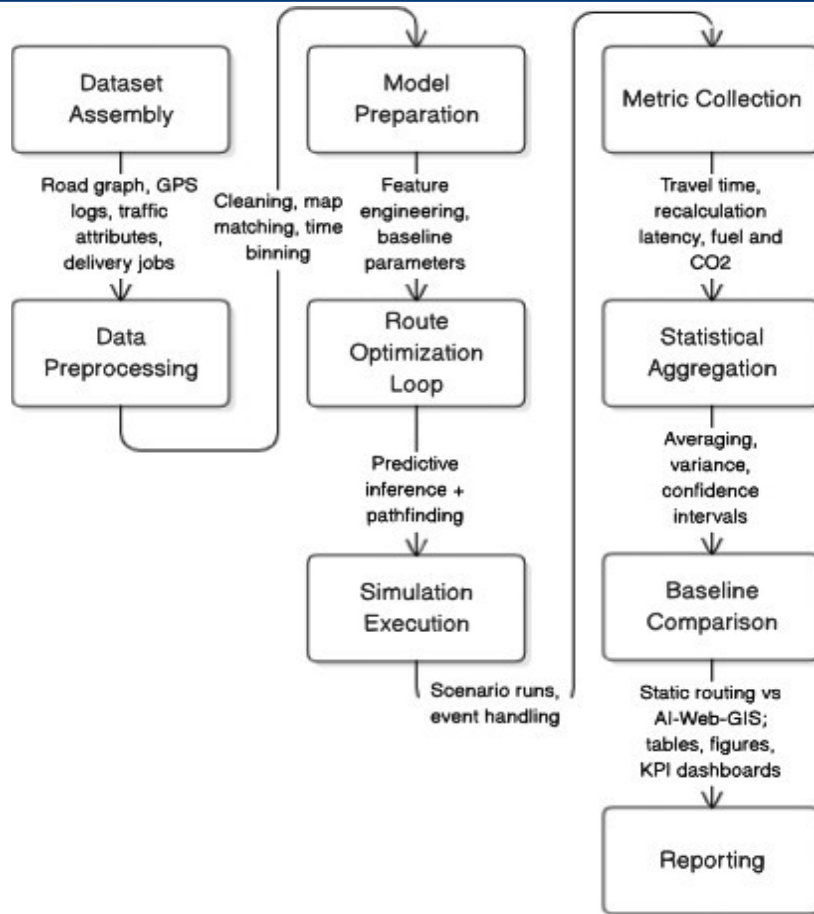 Dataset
Assembly
Road graph, GPS
logs, traffic
attributes,
delivery jobs
Data
Preprocessing
Cleaning, map
matching, time
binning
Model
Preparation
Feature
engineering,
baseline
parameters
Route
Optimization
Loop
Predictive
inference +
pathfinding
Simulation
Execution
Scenario runs,
event handling
Metric Collection
Travel time,
recalculation
latency, fuel and
CO2
Statistical
Aggregation
Averaging,
variance,
confidence
intervals
Baseline
Comparison
Static routing vs
AI-Web-GIS;
tables, figures,
KPI dashboards
Reporting